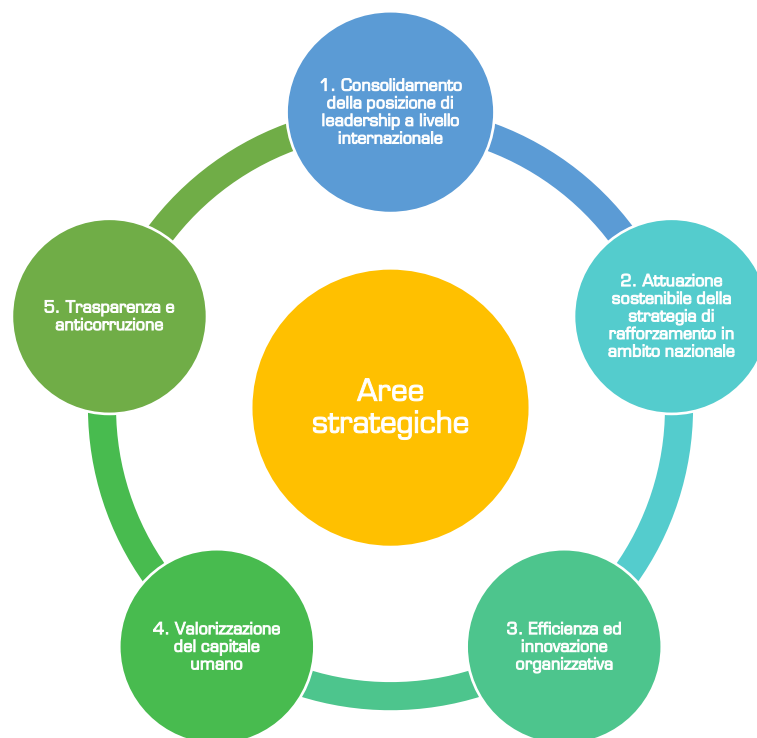 1. Consolidamento
della posizione di
leadership a livello
internazionale
2. Attuazione
sostenibile della
strategia di
rafforzamento in
ambito nazionale
5. Trasparenza e
anticorruzione
Aree
strategiche
4. Valorizzazione
del capitale
umano
3. Efficienza ed
innovazione
organizzativa